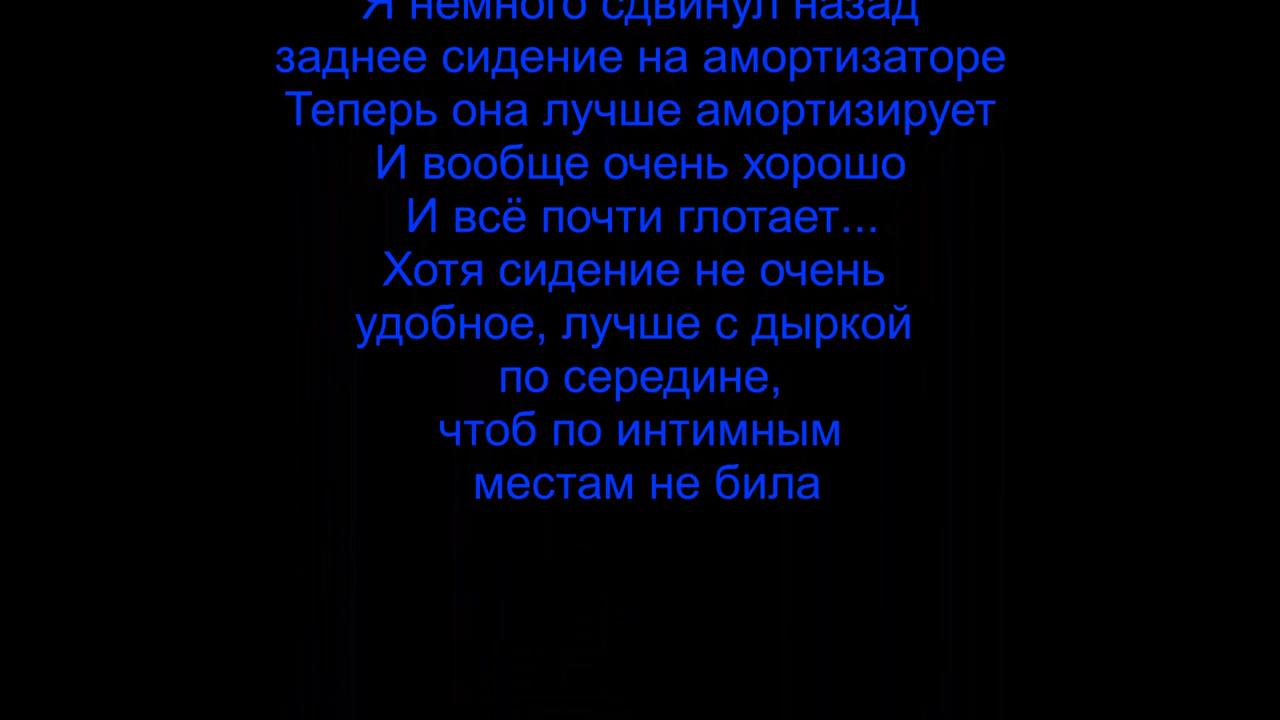 Я немного сдвинул назад
заднее сидение на амортизаторе
Теперь она лучше амортизирует
И вообще очень хорошо
И всё почти глотает...
Хотя сидение не очень
удобное, лучше с дыркой
по середине,
чтоб по интимным
местам не била